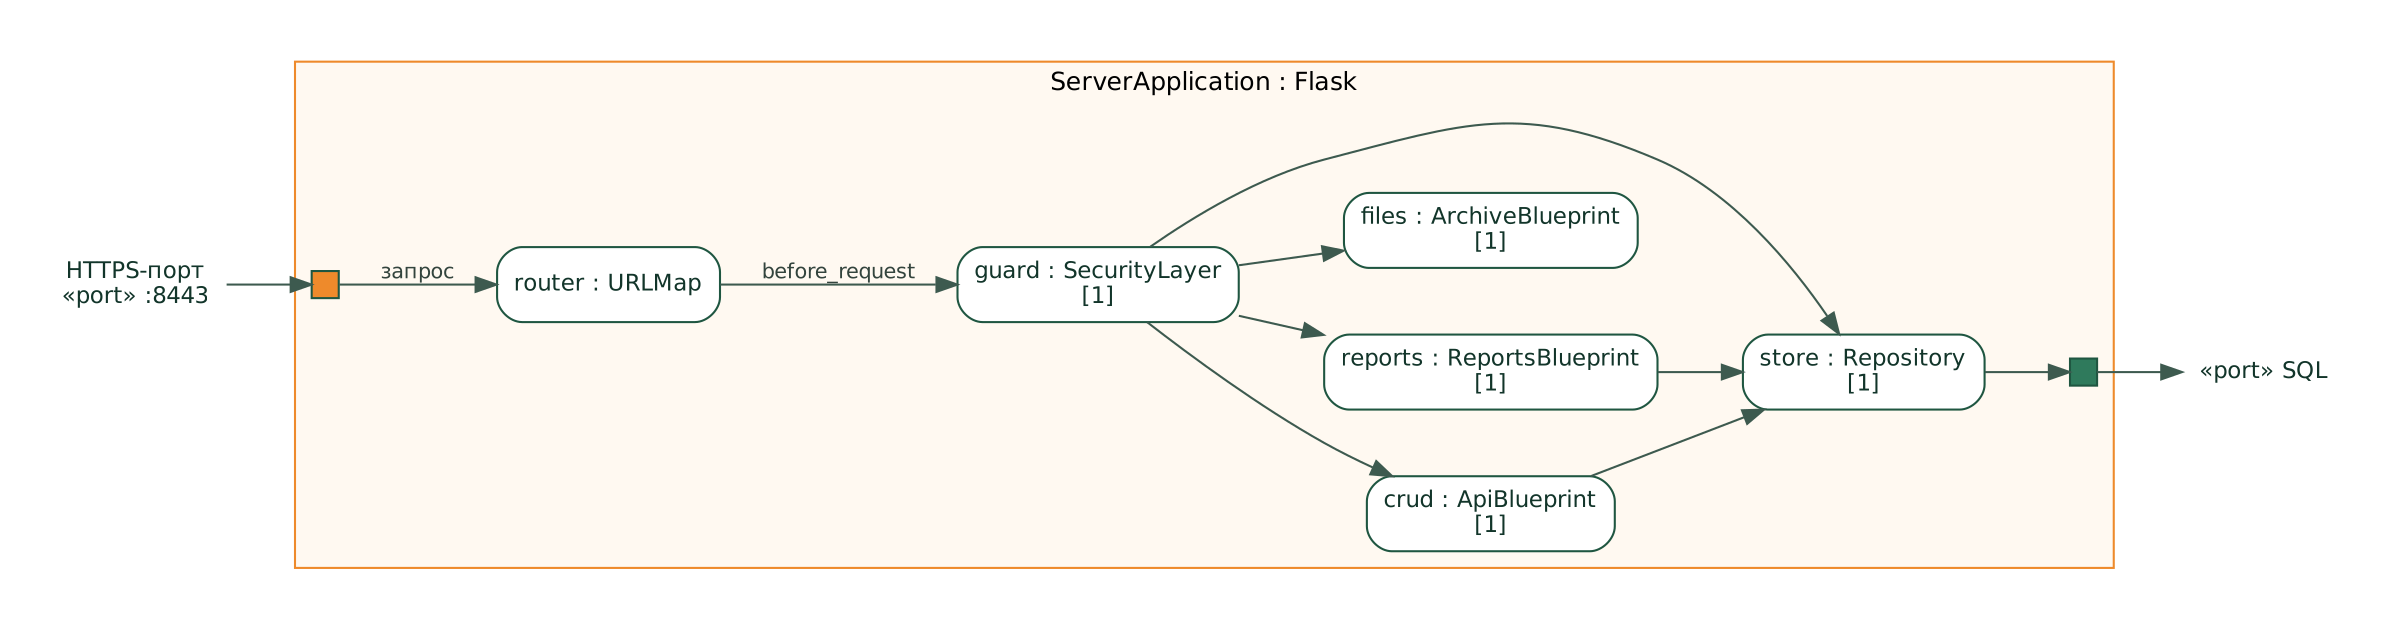 ServerApplication : Flask
HTTPS-порт
«port» :8443
запрос
router : URLMap
before_request
guard : SecurityLayer
[1]
files : ArchiveBlueprint
[1]
reports : ReportsBlueprint
[1]
crud : ApiBlueprint
[1]
store : Repository
[1]
«port» SQL